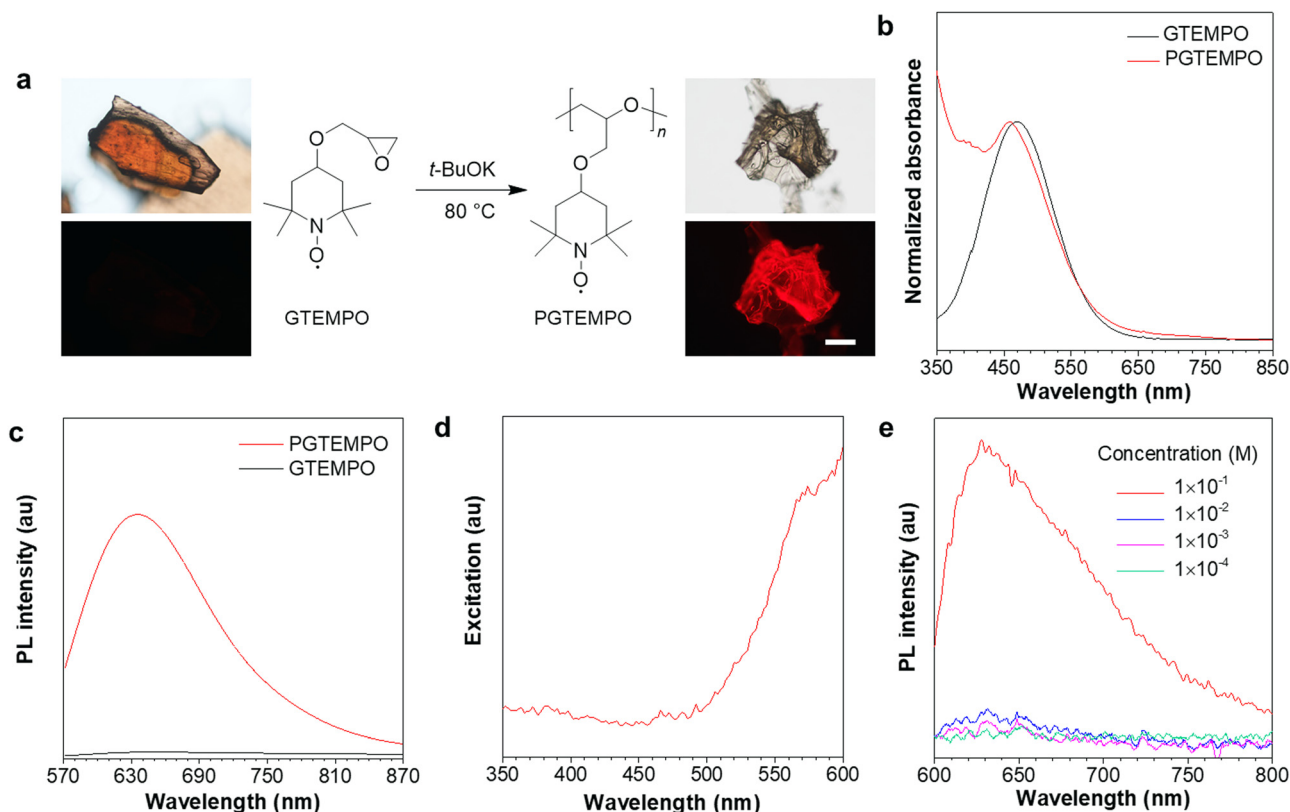 a
O
O
N
O
•
GTEMPO
t-BuOK
80 °C
O
n
O
N
O
•
PGTEMPO
b
GTEMPO
PGTEMPO
Normalized absorbance
350 450 550 650 750 850
Wavelength (nm)
c
PGTEMPO
GTEMPO
PL intensity (au)
570 630 690 750 810 870
Wavelength (nm)
d
Excitation (au)
350 400 450 500 550 600
Wavelength (nm)
e
Concentration (M)
1×10⁻¹
1×10⁻²
1×10⁻³
1×10⁻⁴
PL intensity (au)
600 650 700 750 800
Wavelength (nm)